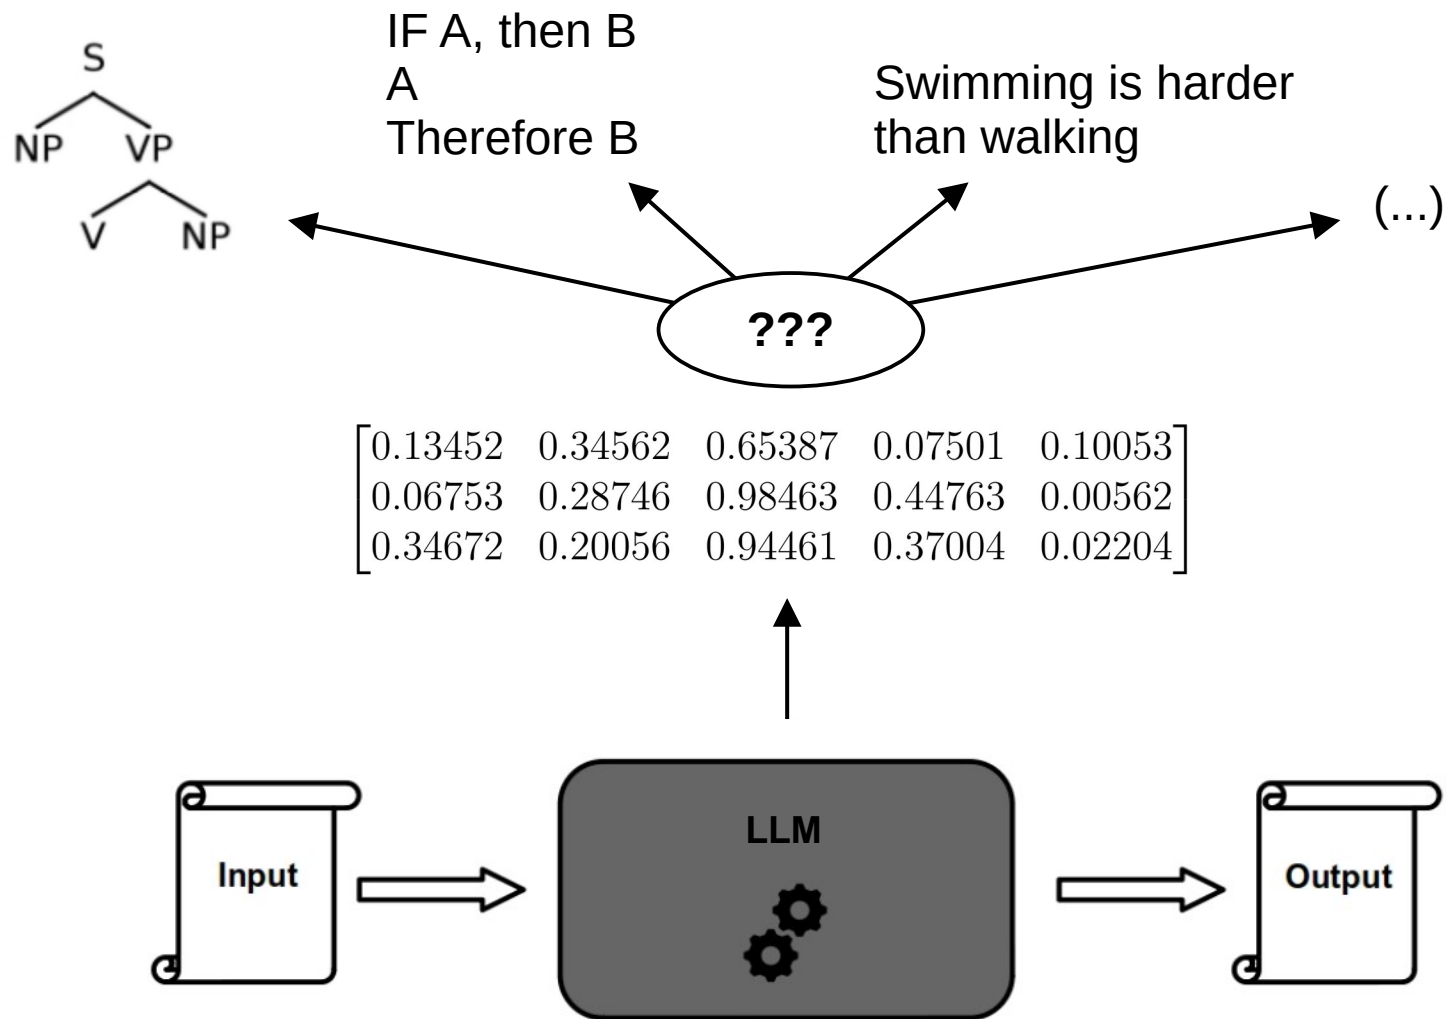 S
NP VP
V NP
IF A, then B
A
Therefore B
Swimming is harder
than walking
(...)
???
0.13452 0.34562 0.65387 0.07501 0.10053
0.06753 0.28746 0.98463 0.44763 0.00562
0.34672 0.20056 0.94461 0.37004 0.02204
Input
LLM
Output